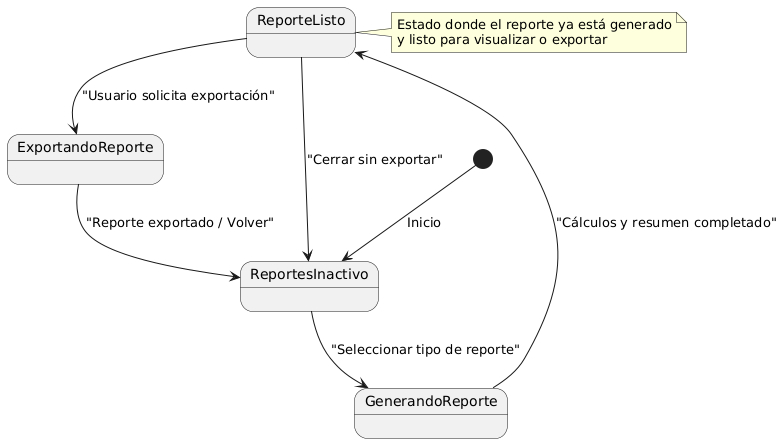 ReporteListo
Estado donde el reporte ya está generado
y listo para visualizar o exportar
"Usuario solicita exportación"
ExportandoReporte
"Cerrar sin exportar"
"Reporte exportado / Volver"
Inicio
"Cálculos y resumen completado"
ReportesInactivo
"Seleccionar tipo de reporte"
GenerandoReporte